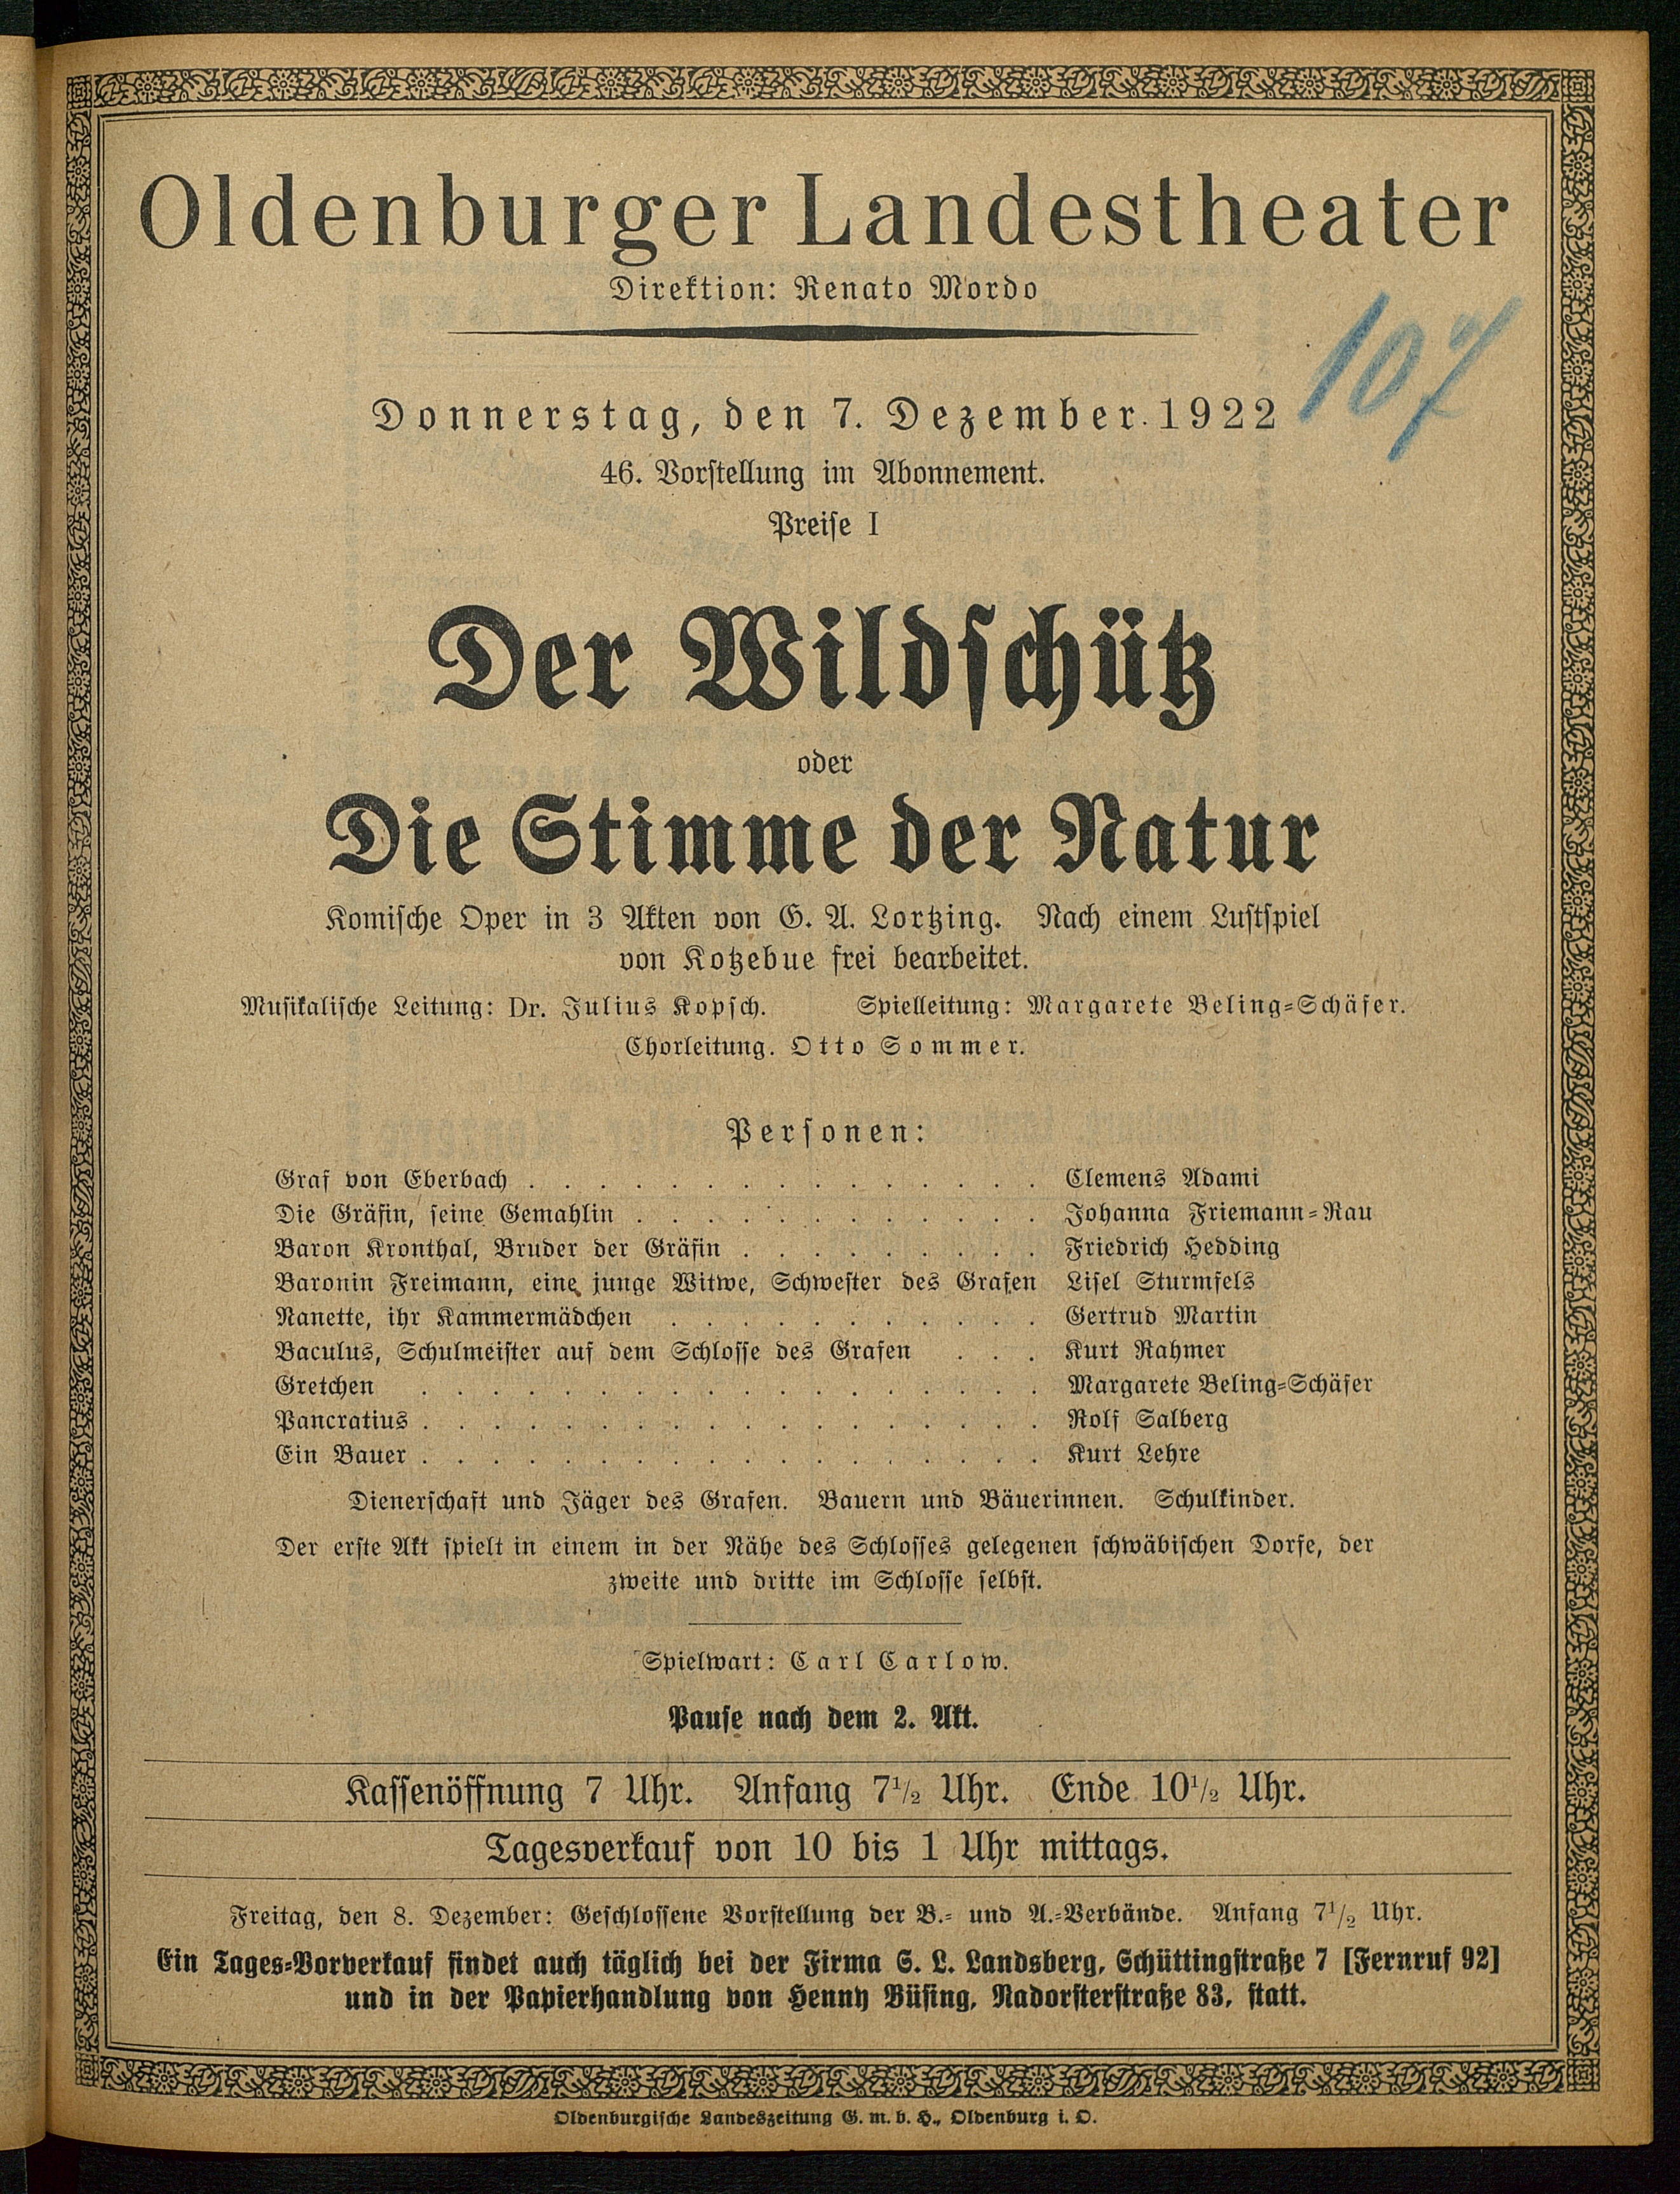 Oldenburger Landestheater
Direktion: Renato Mordo
107
Donnerstag, den 7. Dezember 1922
46. Vorstellung im Abonnement.
Preise I
Der Wildschütz
oder
Die Stimme der Natur
Komische Oper in 3 Akten von G. A. Lortzing. Nach einem Lustspiel
von Kotzebue frei bearbeitet.
Musikalische Leitung: Dr. Julius Kopsch. Spielleitung: Margarete Beling=Schäfer.
Chorleitung. Otto Sommer.
Personen:
Graf von Eberbach . . . . . . . . . . . . . . . Clemens Adami
Die Gräfin, seine Gemahlin . . . . . . . . . . . . Johanna Friemann=Rau
Baron Kronthal, Bruder der Gräfin . . . . . . . . . Friedrich Hedding
Baronin Freimann, eine junge Witwe, Schwester des Grafen Lisel Sturmfels
Nanette, ihr Kammermädchen . . . . . . . . . . . Gertrud Martin
Baculus, Schulmeister auf dem Schlosse des Grafen . . . Kurt Rahmer
Gretchen . . . . . . . . . . . . . . . . . . Margarete Beling=Schäfer
Pancratius . . . . . . . . . . . . . . . . . . Rolf Salberg
Ein Bauer . . . . . . . . . . . . . . . . . . Kurt Lehre
Dienerschaft und Jäger des Grafen. Bauern und Bäuerinnen. Schulkinder.
Der erste Akt spielt in einem in der Nähe des Schlosses gelegenen schwäbischen Dorfe, der
zweite und dritte im Schlosse selbst.
Spielwart: Carl Carlow.
Pause nach dem 2. Akt.
Kassenöffnung 7 Uhr. Anfang 7½ Uhr. Ende 10½ Uhr.
Tagesverkauf von 10 bis 1 Uhr mittags.
Freitag, den 8. Dezember: Geschlossene Vorstellung der B.= und A.=Verbände. Anfang 7½ Uhr.
Ein Tages=Vorverkauf findet auch täglich bei der Firma S. L. Landsberg, Schüttingstraße 7 [Fernruf 92]
und in der Papierhandlung von Henny Büsing, Nadorsterstraße 83, statt.
Oldenburgische Landeszeitung G. m. b. H., Oldenburg i. O.